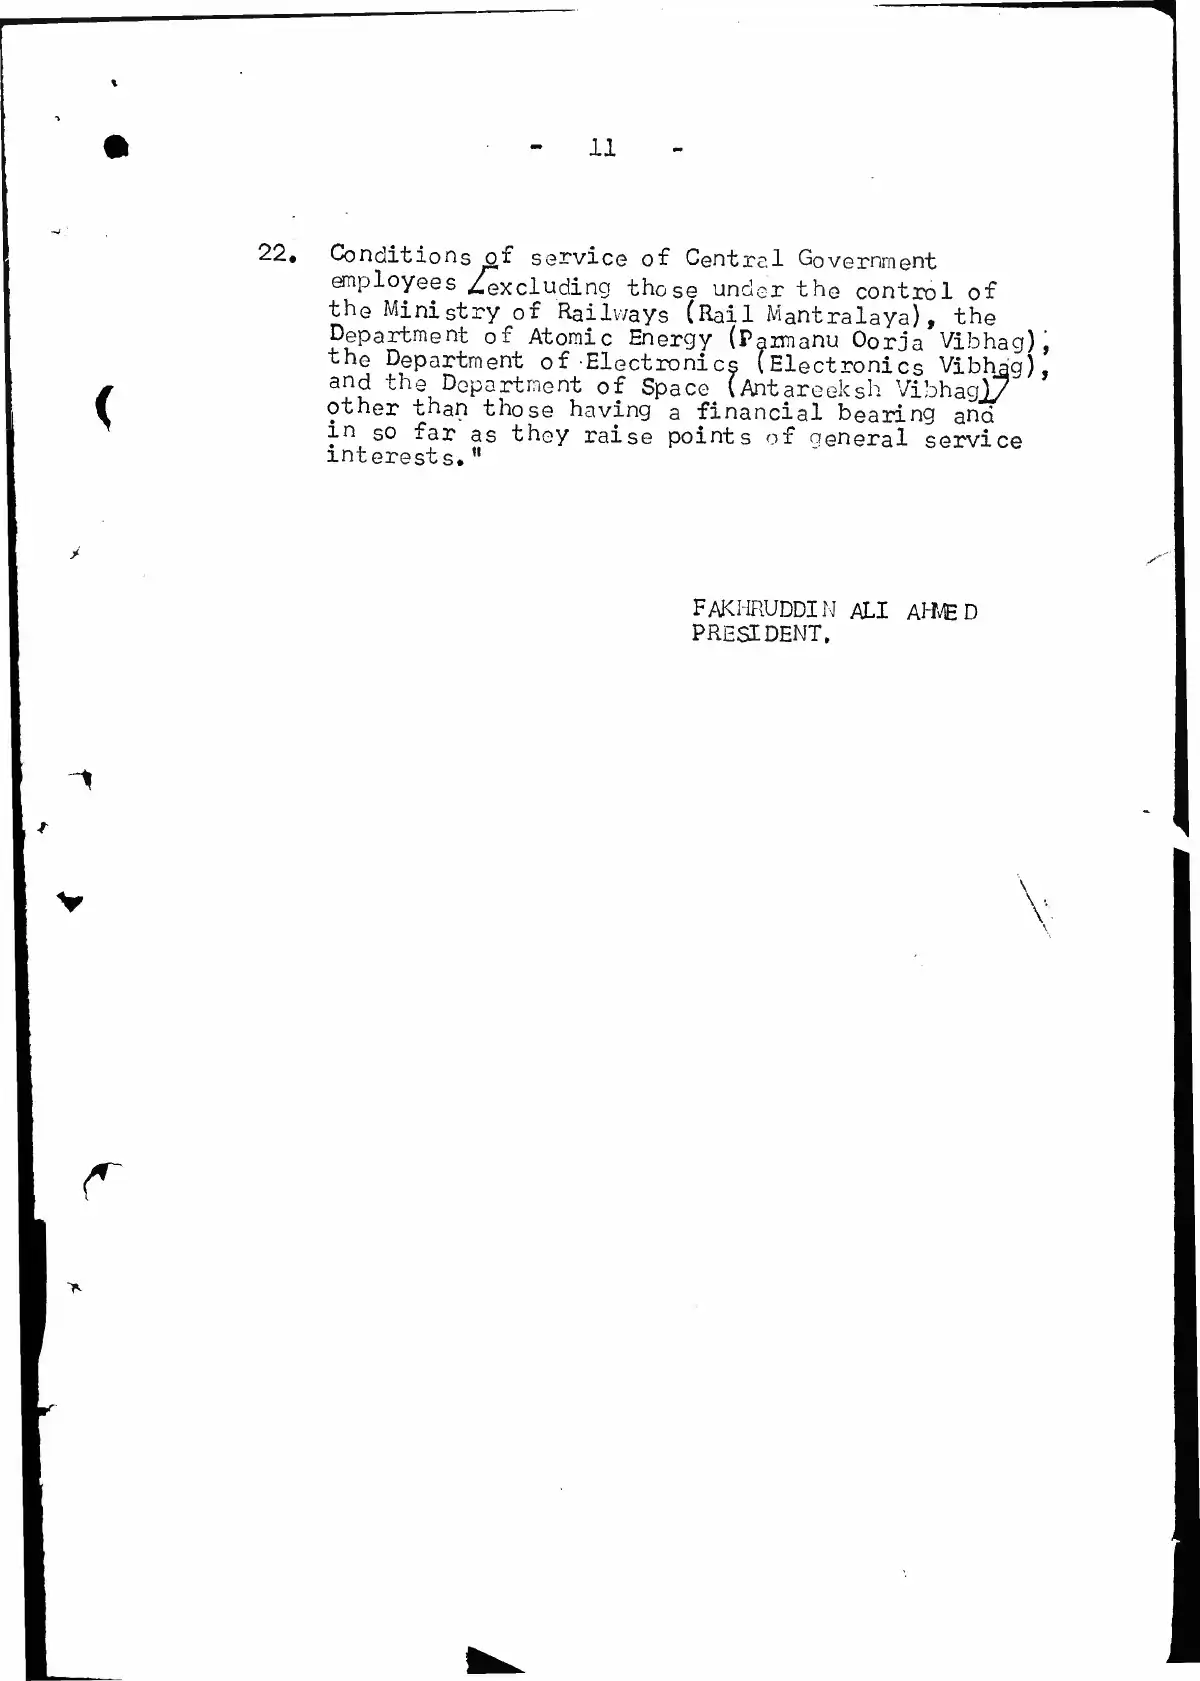 - 11 -
22. Conditions of service of Central Government
employees [excluding those under the control of
the Ministry of Railways (Rail Mantralaya), the
Department of Atomic Energy (Parmanu Oorja Vibhag),
the Department of Electronics (Electronics Vibhag),
and the Department of Space (Antareeksh Vibhag)]
other than those having a financial bearing and
in so far as they raise points of general service
interests."
FAKHRUDDIN ALI AHMED
PRESIDENT.